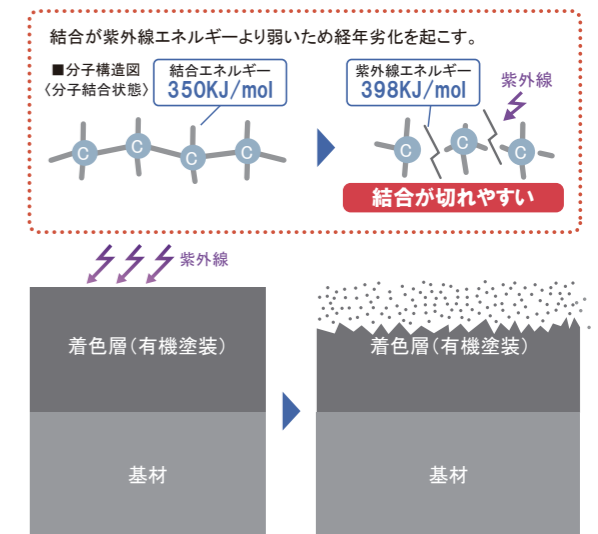 結合が紫外線エネルギーより弱いため経年劣化を起こす。
■分子構造図
〈分子結合状態〉
結合エネルギー
350KJ/mol
紫外線エネルギー
398KJ/mol
紫外線
C C C C
C C C
結合が切れやすい
紫外線
着色層（有機塗装）
基材
着色層（有機塗装）
基材